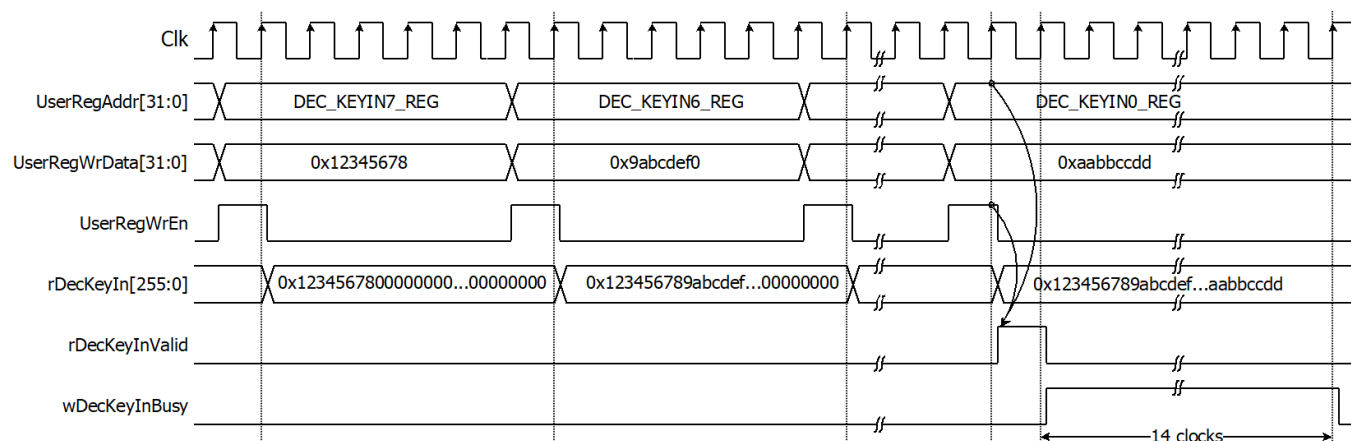 Clk
UserRegAddr[31:0] DEC_KEYIN7_REG DEC_KEYIN6_REG DEC_KEYIN0_REG
UserRegWrData[31:0] 0x12345678 0x9abcdef0 0xaabbccdd
UserRegWrEn
rDecKeyIn[255:0] 0x1234567800000000...00000000 0x123456789abcdef...00000000 0x123456789abcdef...aabbccdd
rDecKeyInValid
wDecKeyInBusy
14 clocks